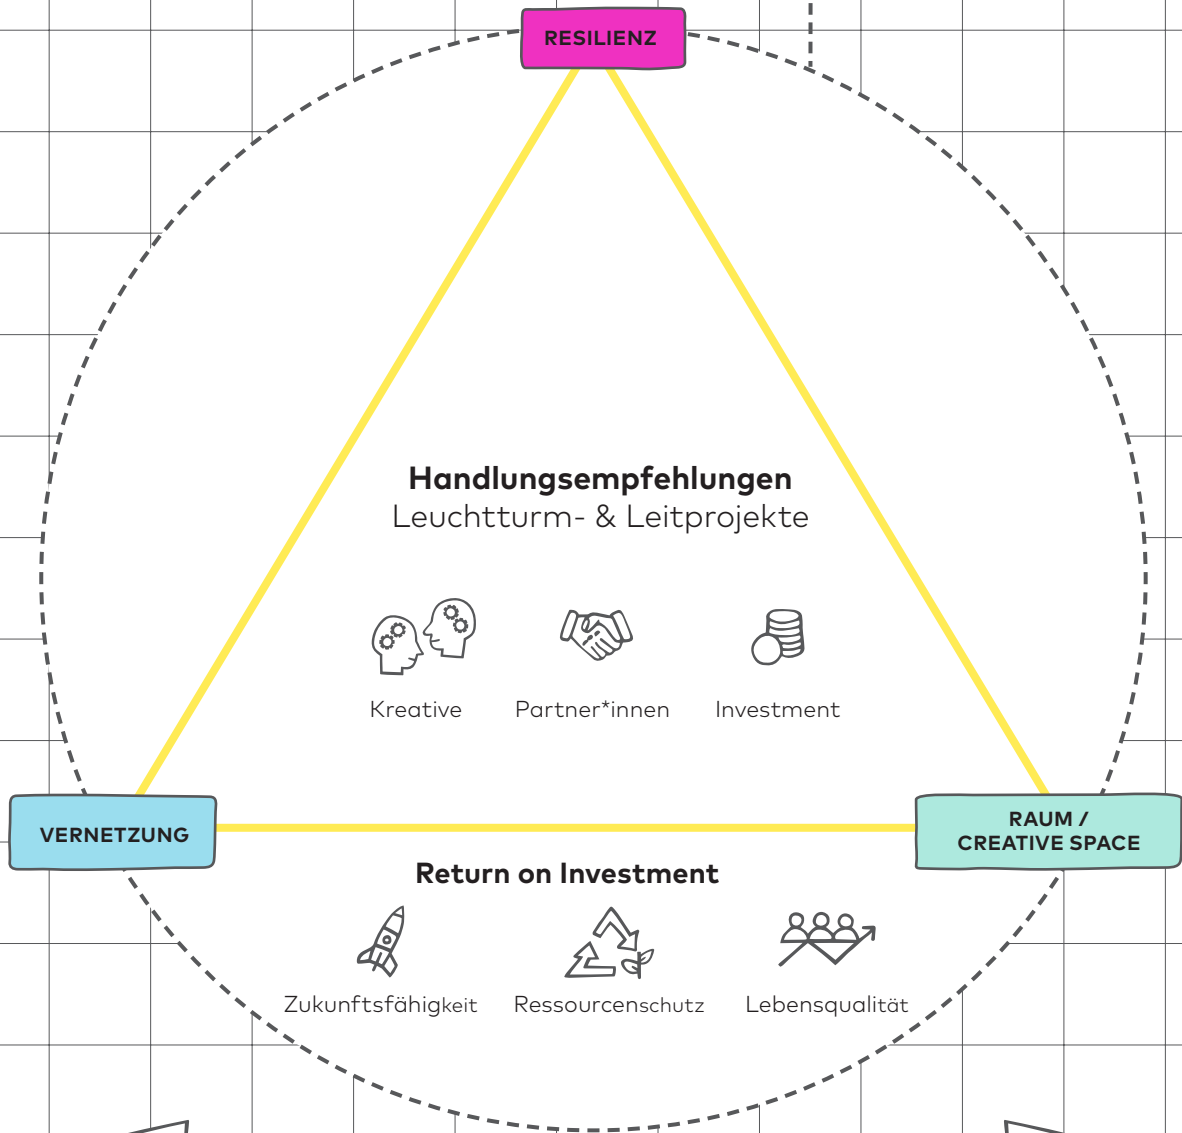 RESILIENZ
Handlungsempfehlungen
Leuchtturm- & Leitprojekte
Kreative
Partner*innen
Investment
VERNETZUNG
RAUM /
CREATIVE SPACE
Return on Investment
Zukunftsfähigkeit
Ressourcenschutz
Lebensqualität